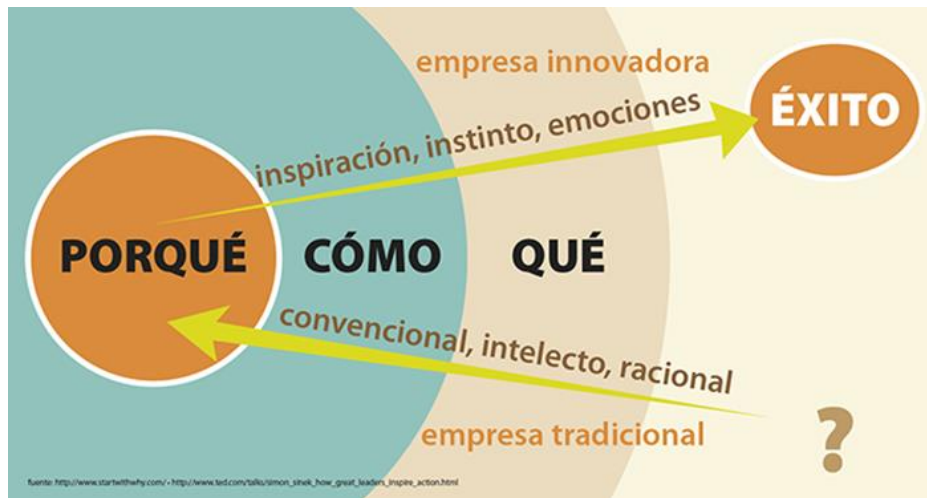 empresa innovadora
ÉXITO
inspiración, instinto, emociones
PORQUÉ
CÓMO
QUÉ
convencional, intelecto, racional
empresa tradicional
?
fuente: http://www.startwithwhy.com/ • http://www.ted.com/talks/simon_sinek_how_great_leaders_inspire_action.html